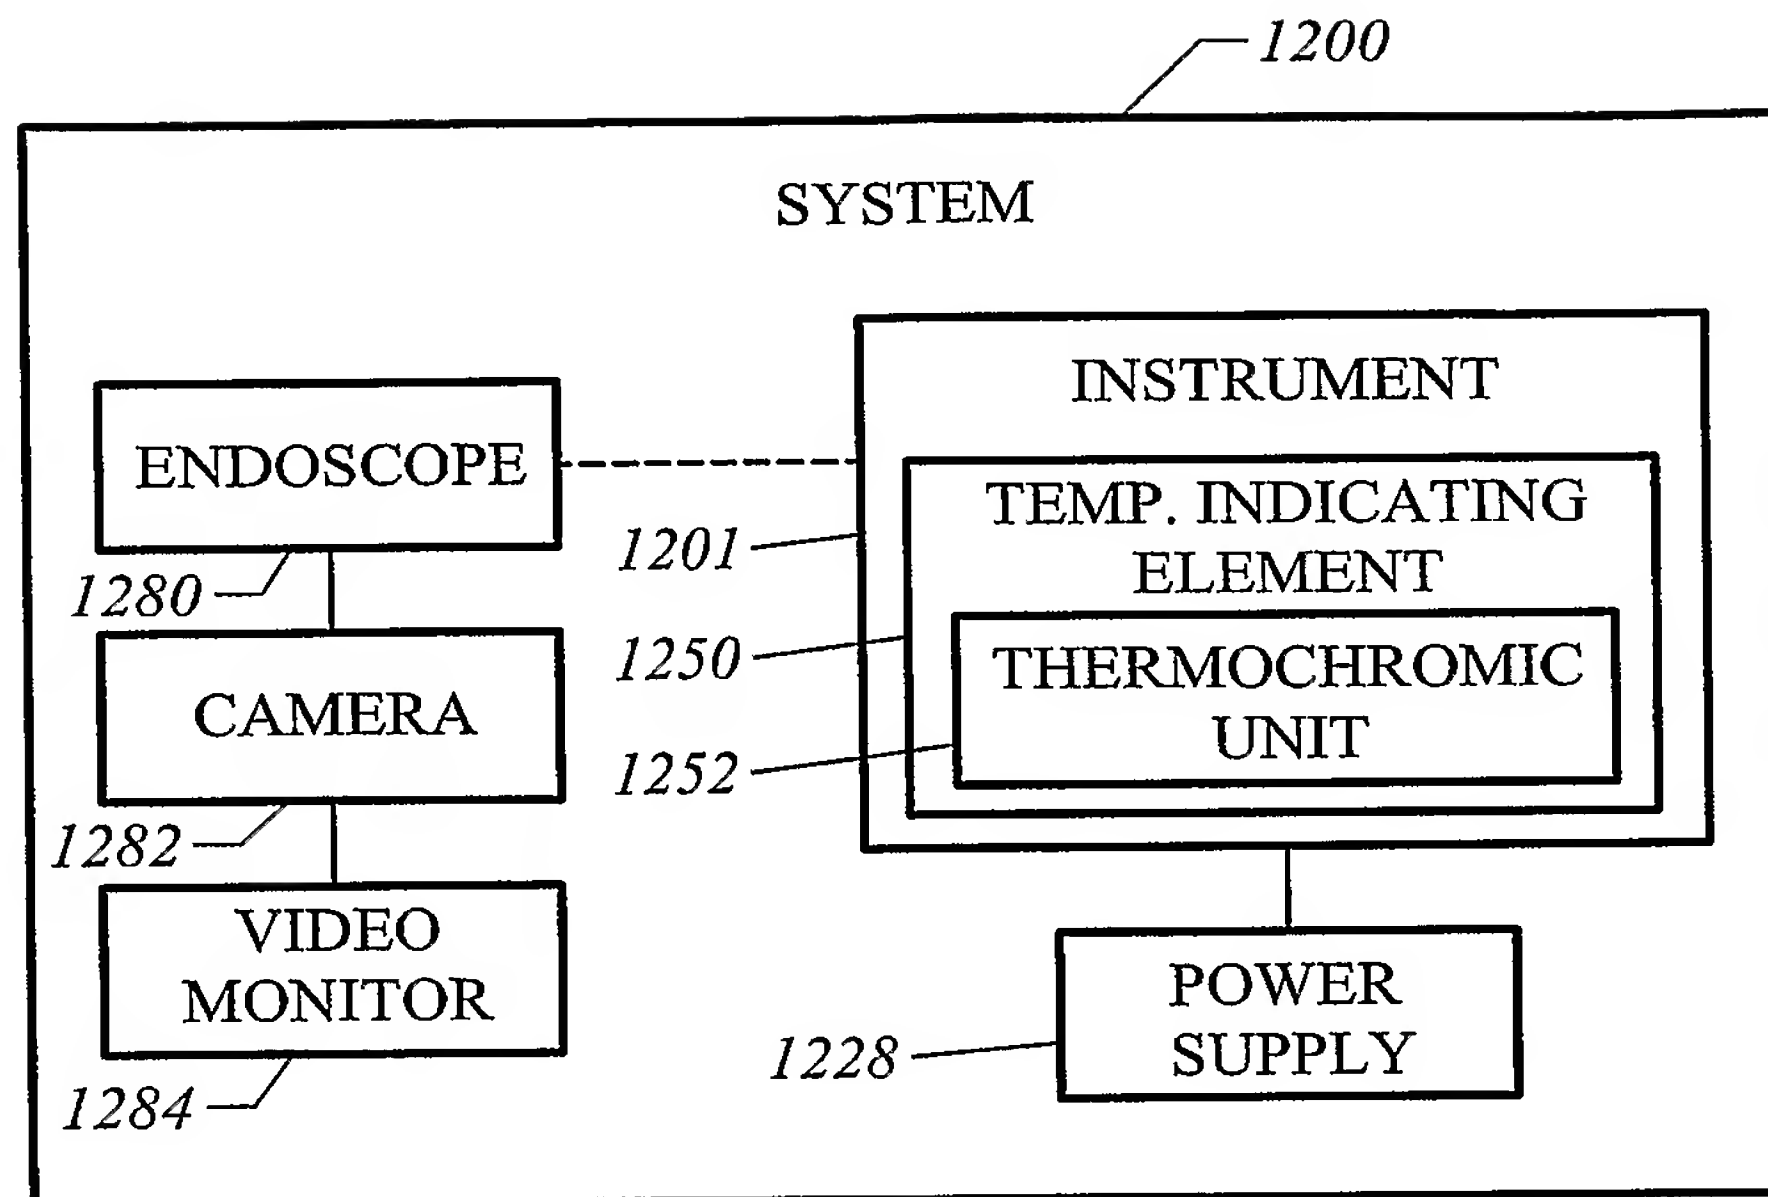 1200
SYSTEM
INSTRUMENT
ENDOSCOPE
TEMP. INDICATING
ELEMENT
1201
1280
1250
THERMOCHROMIC
UNIT
CAMERA
1252
1282
VIDEO
MONITOR
POWER
SUPPLY
1228
1284